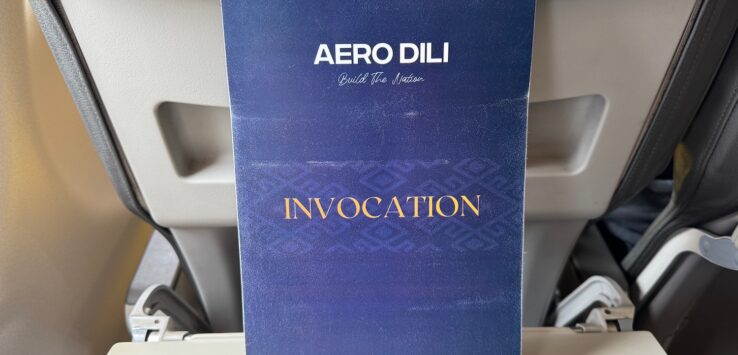 AERO DILI
Build The Nation
INVOCATION